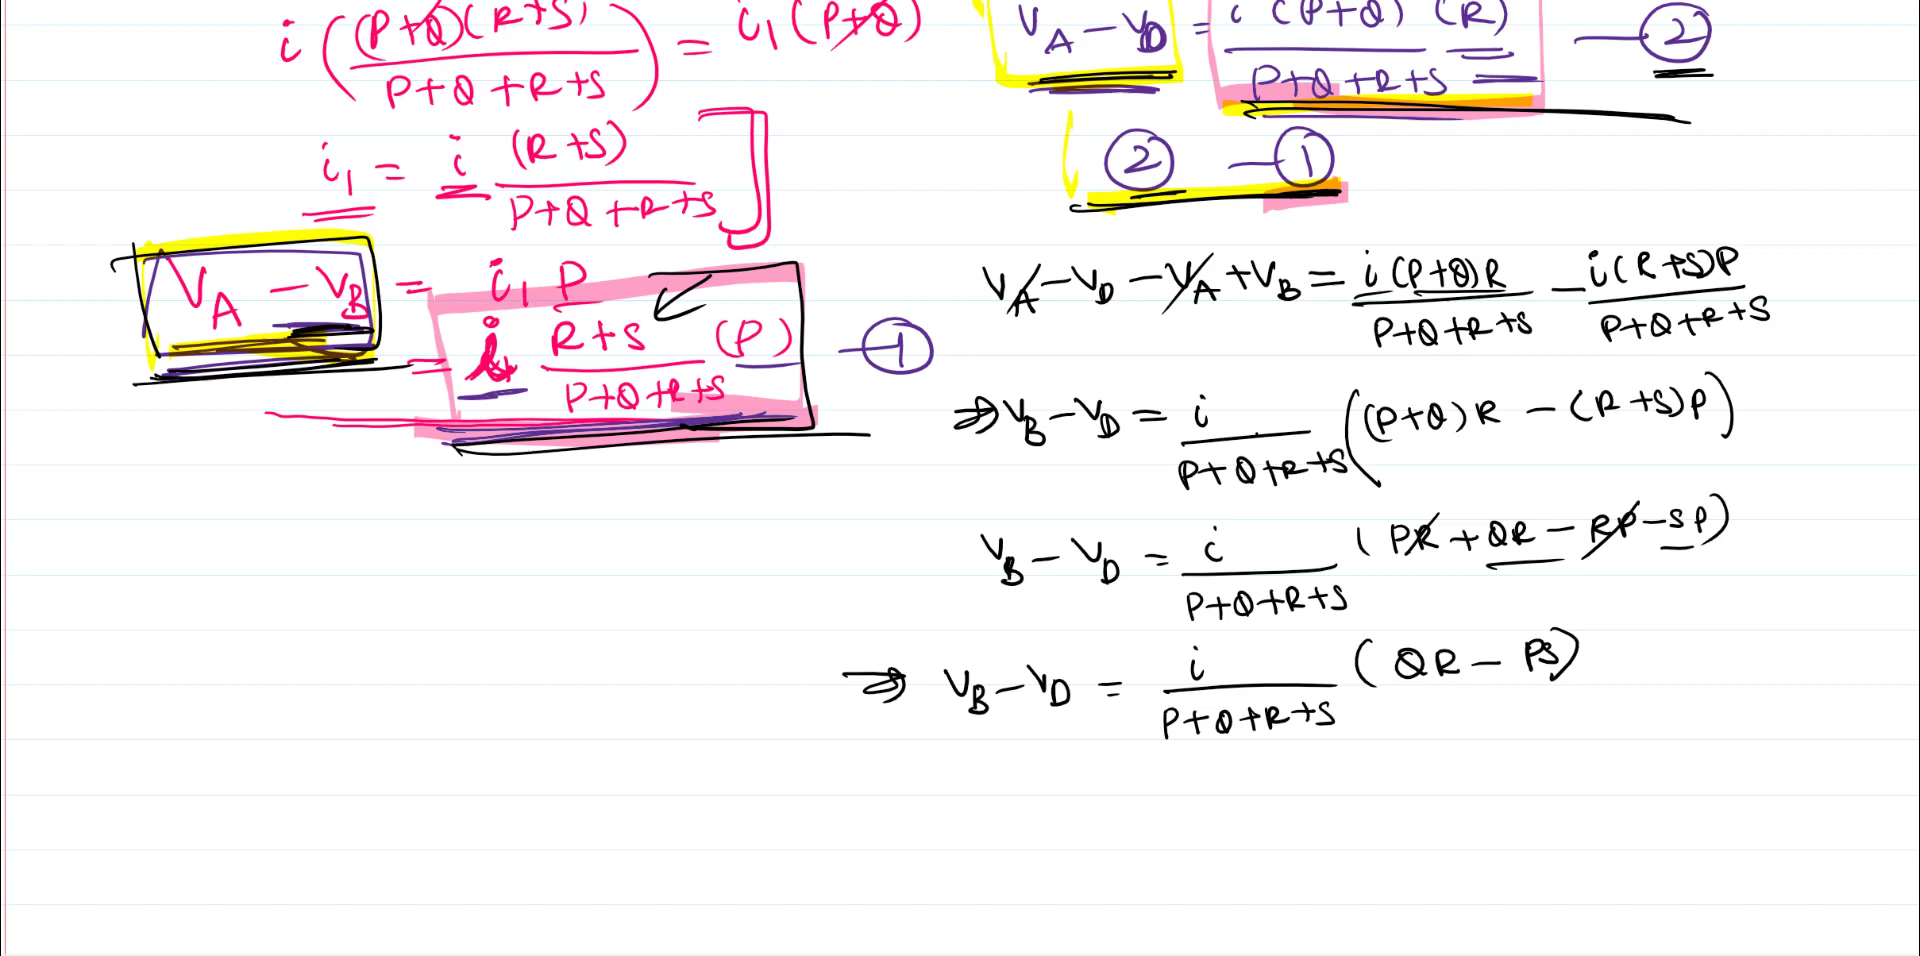 i ( (P+Q)(R+S) / P+Q+R+S ) = i₁(P+Q)
i₁ = i (R+S) / P+Q+R+S
V_A - V_B = i₁ P
= i R+S / P+Q+R+S (P) — ①
V_A - V_D = i (P+Q) (R) / P+Q+R+S — ②
② — ①
V_A - V_D - V_A + V_B = i(P+Q)R / P+Q+R+S - i(R+S)P / P+Q+R+S
⇒ V_B - V_D = i / P+Q+R+S ((P+Q)R - (R+S)P)
V_B - V_D = i / P+Q+R+S (PR + QR - RP - SP)
⇒ V_B - V_D = i / P+Q+R+S (QR - PS)